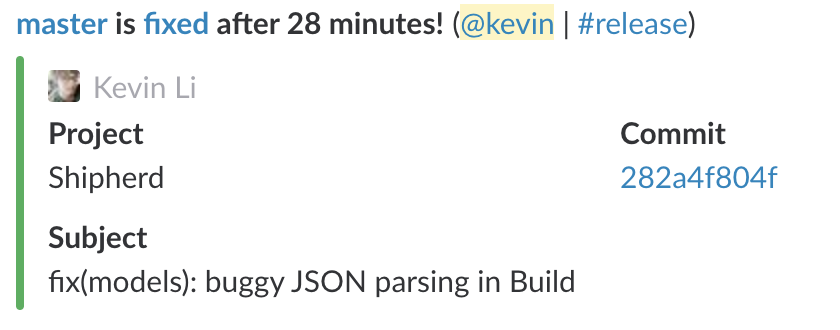 master is fixed after 28 minutes! (@kevin | #release)
Kevin Li
Project Commit
Shipherd 282a4f804f
Subject
fix(models): buggy JSON parsing in Build